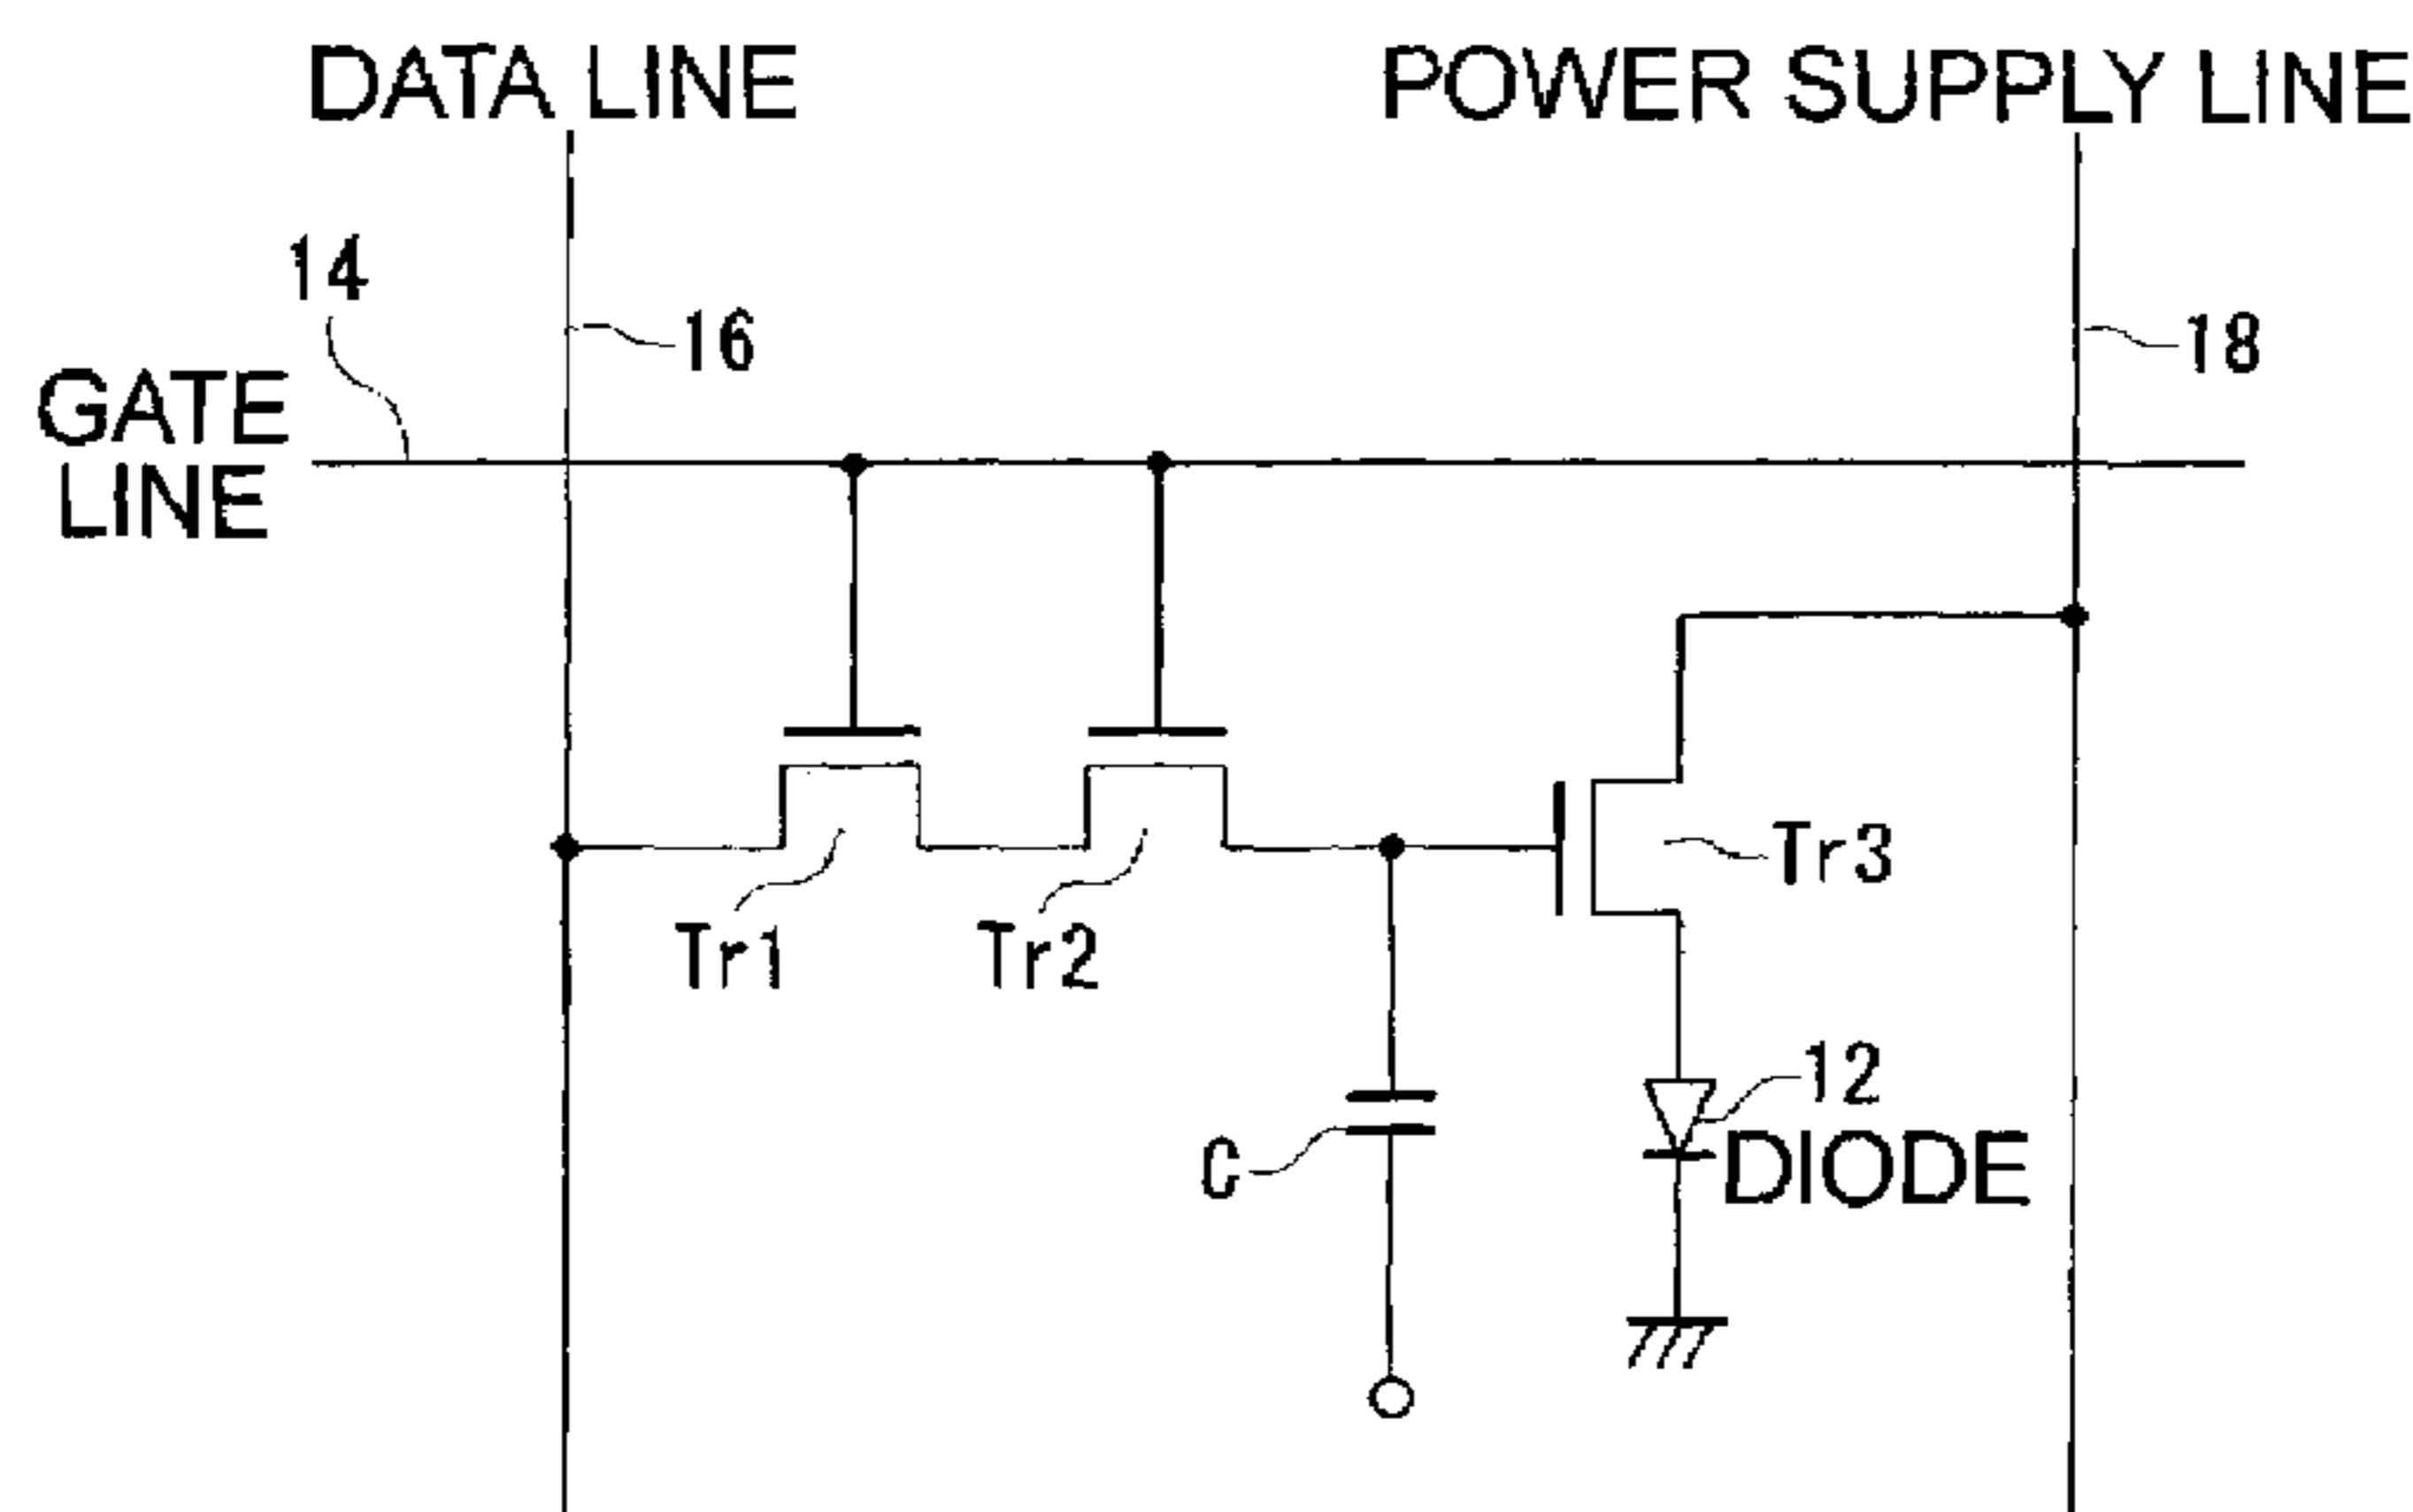 DATA LINE
POWER SUPPLY LINE
14
16
18
GATE
LINE
Tr3
Tr1
Tr2
12
C
DIODE